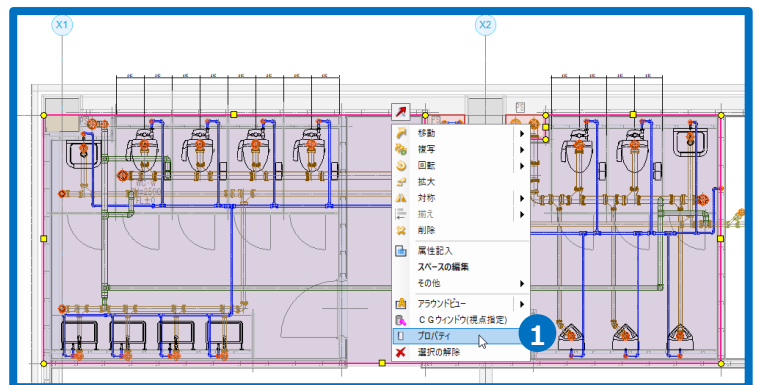 X1
X2
移動
複写
回転
拡大
対称
揃え
削除
属性記入
スペースの編集
その他
アラウンドビュー
CGウィンドウ(視点指定)
プロパティ
1
選択の解除